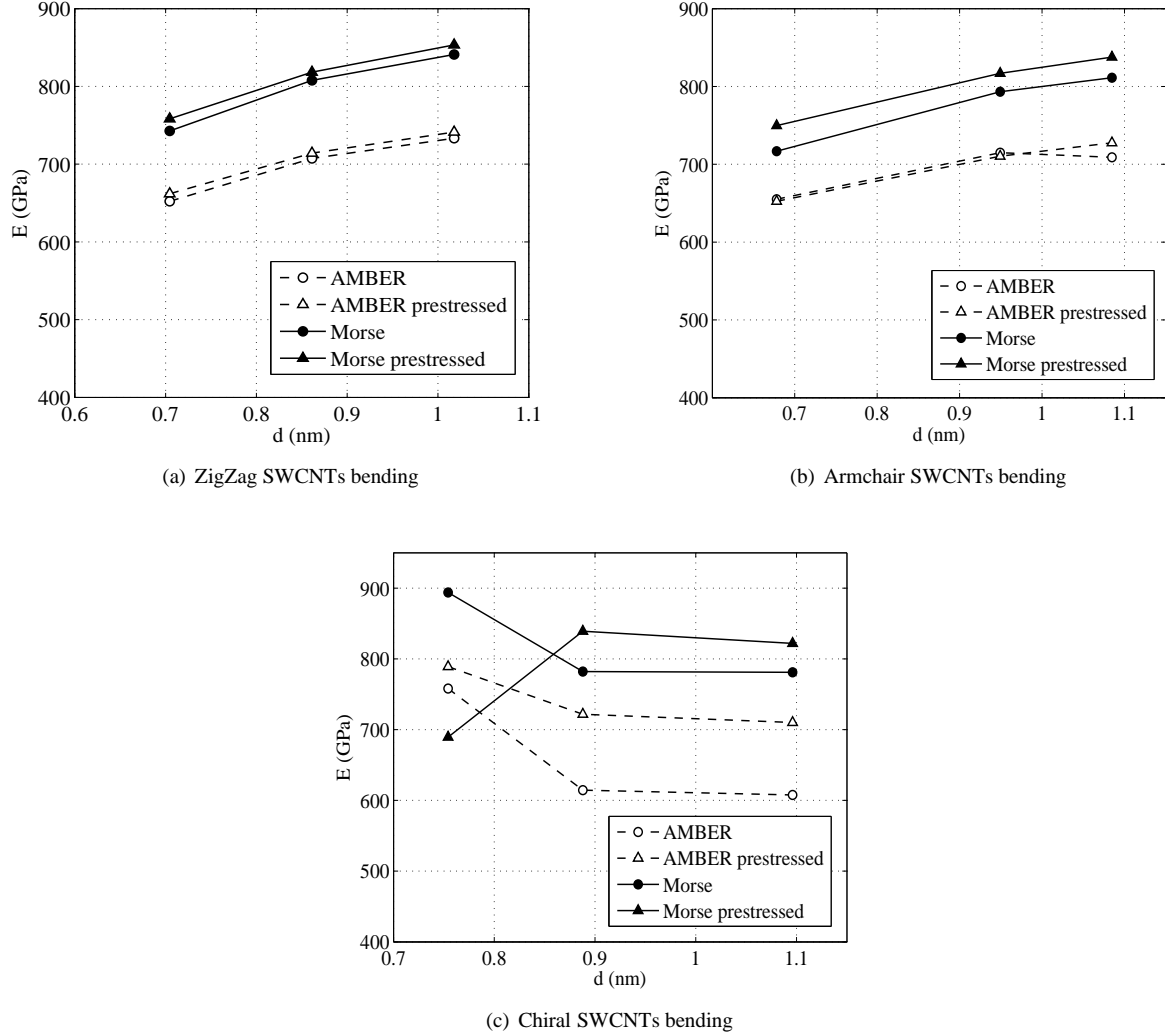 900
800
700
600
500
400
E (GPa)
0.6
0.7
0.8
0.9
1
1.1
d (nm)
AMBER
AMBER prestressed
Morse
Morse prestressed
(a) ZigZag SWCNTs bending
900
800
700
600
500
400
E (GPa)
0.7
0.8
0.9
1
1.1
d (nm)
AMBER
AMBER prestressed
Morse
Morse prestressed
(b) Armchair SWCNTs bending
900
800
700
600
500
400
E (GPa)
0.7
0.8
0.9
1
1.1
d (nm)
AMBER
AMBER prestressed
Morse
Morse prestressed
(c) Chiral SWCNTs bending